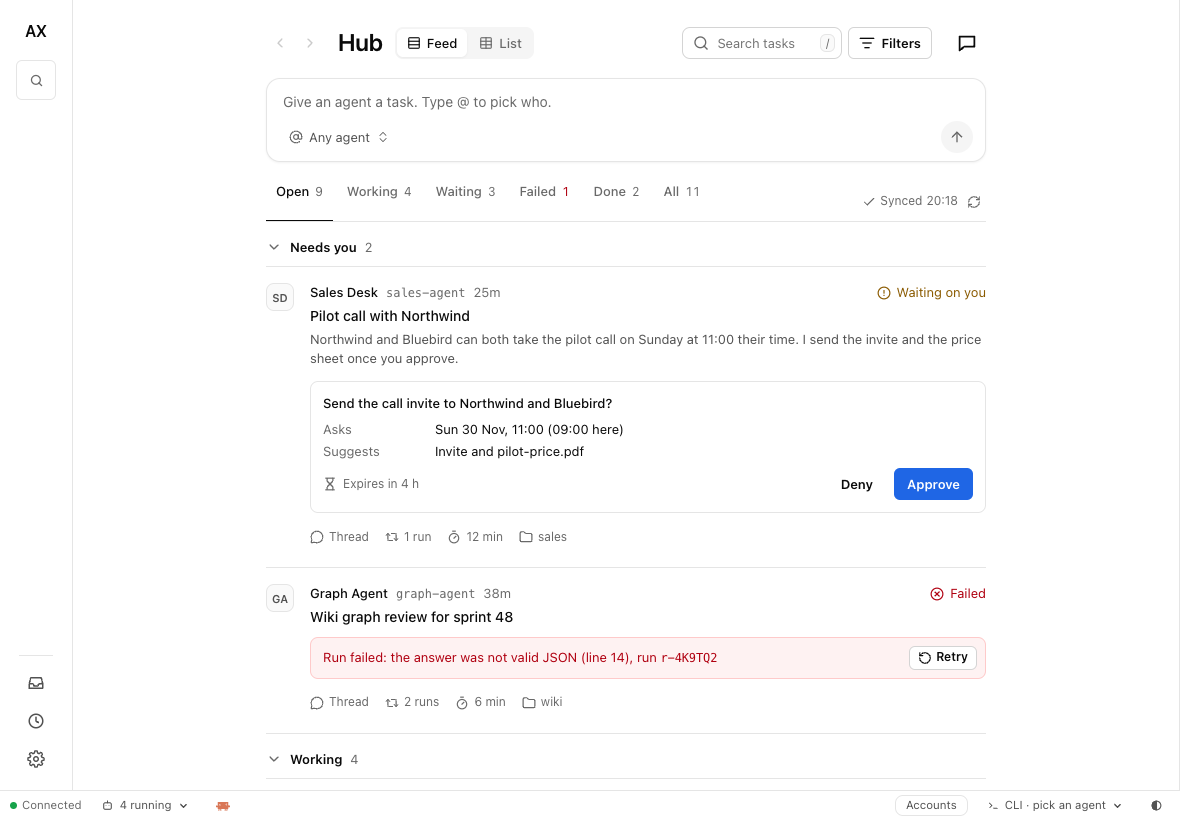 AX
Hub
Feed
List
Search tasks /
Filters
Give an agent a task. Type @ to pick who.
@ Any agent
Open 9
Working 4
Waiting 3
Failed 1
Done 2
All 11
Synced 20:18
Needs you 2
SD
Sales Desk sales-agent 25m
Waiting on you
Pilot call with Northwind
Northwind and Bluebird can both take the pilot call on Sunday at 11:00 their time. I send the invite and the price
sheet once you approve.
Send the call invite to Northwind and Bluebird?
Asks Sun 30 Nov, 11:00 (09:00 here)
Suggests Invite and pilot-price.pdf
Expires in 4 h
Deny
Approve
Thread 1 run 12 min sales
GA
Graph Agent graph-agent 38m
Failed
Wiki graph review for sprint 48
Run failed: the answer was not valid JSON (line 14), run r-4K9TQ2
Retry
Thread 2 runs 6 min wiki
Working 4
Connected
4 running
Accounts
CLI · pick an agent